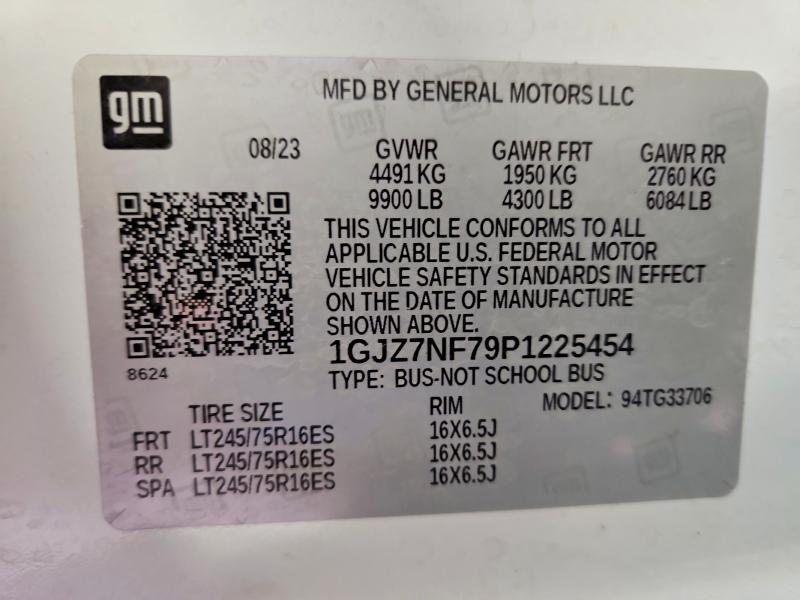 gm
MFD BY GENERAL MOTORS LLC
08/23 GVWR GAWR FRT GAWR RR
4491 KG 1950 KG 2760 KG
9900 LB 4300 LB 6084 LB
THIS VEHICLE CONFORMS TO ALL
APPLICABLE U.S. FEDERAL MOTOR
VEHICLE SAFETY STANDARDS IN EFFECT
ON THE DATE OF MANUFACTURE
SHOWN ABOVE.
1GJZ7NF79P1225454
8624
TYPE: BUS-NOT SCHOOL BUS
MODEL: 94TG33706
TIRE SIZE RIM
FRT LT245/75R16ES 16X6.5J
RR LT245/75R16ES 16X6.5J
SPA LT245/75R16ES 16X6.5J